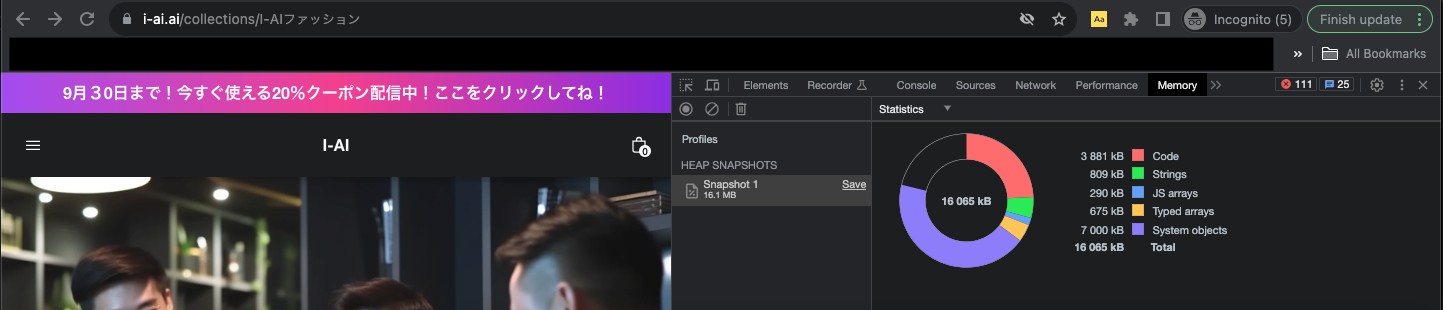 i-ai.ai/collections/I-AIファッション
Aa
Incognito (5)
Finish update
»
All Bookmarks
9月３0日まで！今すぐ使える20%クーポン配信中！ここをクリックしてね！
I-AI
0
Elements
Recorder
Console
Sources
Network
Performance
Memory
111
25
Statistics
Profiles
HEAP SNAPSHOTS
Snapshot 1
Save
16.1 MB
16 065 kB
3 881 kB Code
809 kB Strings
290 kB JS arrays
675 kB Typed arrays
7 000 kB System objects
16 065 kB Total